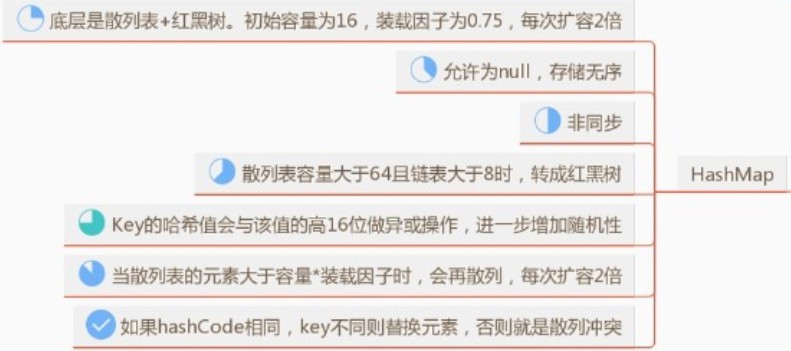 底层是散列表+红黑树。初始容量为16，装载因子为0.75，每次扩容2倍
允许为null，存储无序
非同步
散列表容量大于64且链表大于8时，转成红黑树
HashMap
Key的哈希值会与该值的高16位做异或操作，进一步增加随机性
当散列表的元素大于容量*装载因子时，会再散列，每次扩容2倍
如果hashCode相同，key不同则替换元素，否则就是散列冲突